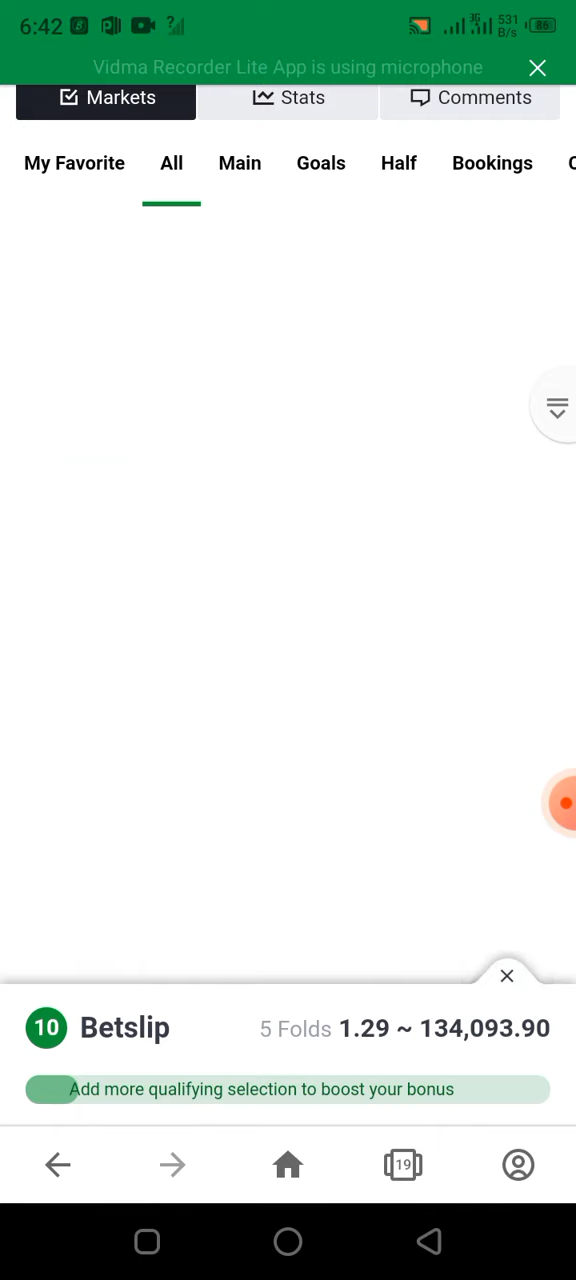 6:42
?
3G
531 B/s
86
Vidma Recorder Lite App is using microphone
Markets
Stats
Comments
My Favorite All Main Goals Half Bookings
10 Betslip 5 Folds 1.29 ~ 134,093.90
Add more qualifying selection to boost your bonus
19